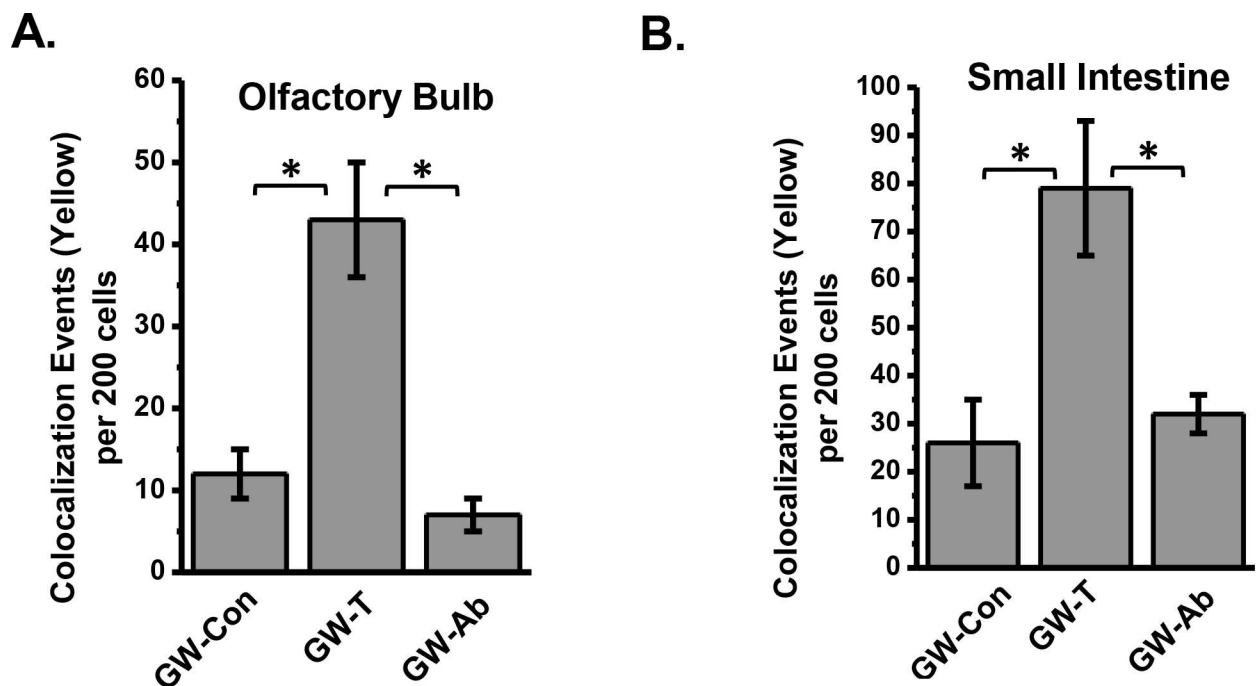 A.
Olfactory Bulb
Colocalization Events (Yellow)
per 200 cells
60
50
40
30
20
10
0
*
*
GW-Con
GW-T
GW-Ab
B.
Small Intestine
Colocalization Events (Yellow)
per 200 cells
100
90
80
70
60
50
40
30
20
10
0
*
*
GW-Con
GW-T
GW-Ab